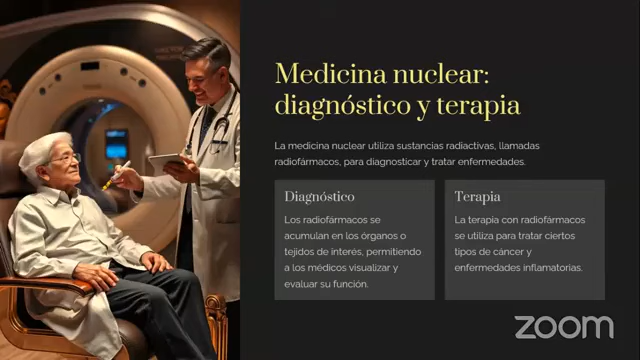 Medicina nuclear:
diagnóstico y terapia
La medicina nuclear utiliza sustancias radiactivas, llamadas
radiofármacos, para diagnosticar y tratar enfermedades.
Diagnóstico
Los radiofármacos se
acumulan en los órganos o
tejidos de interés, permitiendo
a los médicos visualizar y
evaluar su función.
Terapia
La terapia con radiofármacos
se utiliza para tratar ciertos
tipos de cáncer y
enfermedades inflamatorias.
zoom